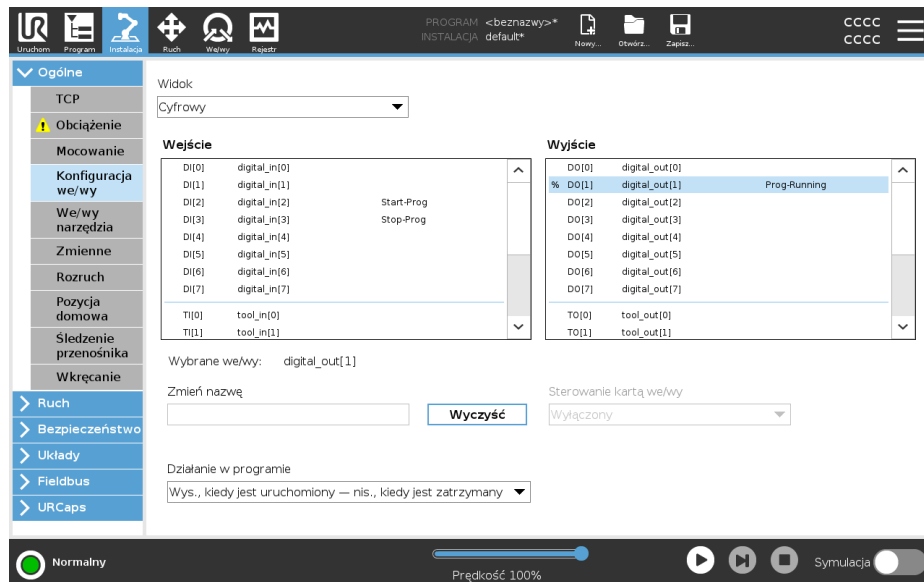 UR
PROGRAM <beznazwy>*
INSTALACJA default*
CCCC
CCCC
Uruchom Program Instalacja Ruch We/wy Rejestr Nowy... Otwórz... Zapisz...
Ogólne
TCP
Obciążenie
Mocowanie
Konfiguracja
we/wy
We/wy
narzędzia
Zmienne
Rozruch
Pozycja
domowa
Śledzenie
przenośnika
Wkręcanie
Ruch
Bezpieczeństwo
Układy
Fieldbus
URCaps
Widok
Cyfrowy
Wejście
DI[0] digital_in[0]
DI[1] digital_in[1]
DI[2] digital_in[2] Start-Prog
DI[3] digital_in[3] Stop-Prog
DI[4] digital_in[4]
DI[5] digital_in[5]
DI[6] digital_in[6]
DI[7] digital_in[7]
TI[0] tool_in[0]
TI[1] tool_in[1]
Wyjście
DO[0] digital_out[0]
% DO[1] digital_out[1] Prog-Running
DO[2] digital_out[2]
DO[3] digital_out[3]
DO[4] digital_out[4]
DO[5] digital_out[5]
DO[6] digital_out[6]
DO[7] digital_out[7]
TO[0] tool_out[0]
TO[1] tool_out[1]
Wybrane we/wy: digital_out[1]
Zmień nazwę
Wyczyść
Sterowanie kartą we/wy
Wyłączony
Działanie w programie
Wys., kiedy jest uruchomiony — nis., kiedy jest zatrzymany
Normalny
Prędkość 100%
Symulacja